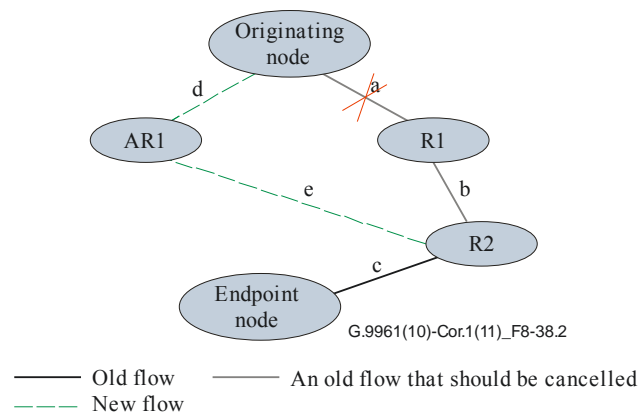 Originating
node
d
a
AR1
R1
e
b
R2
c
Endpoint
node
G.9961(10)-Cor.1(11)_F8-38.2
Old flow
An old flow that should be cancelled
New flow